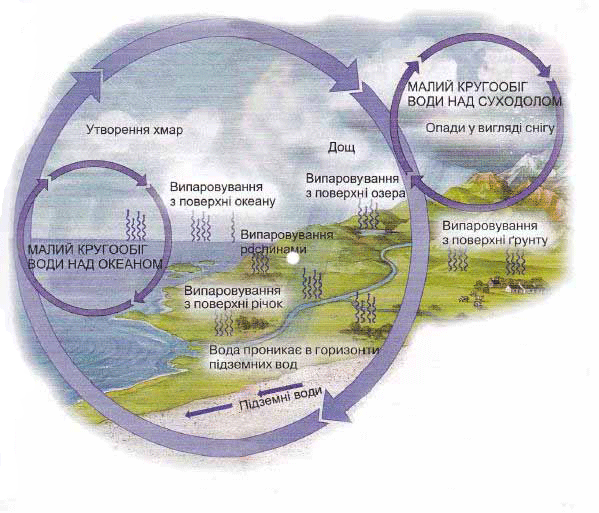 МАЛИЙ КРУГООБІГ
ВОДИ НАД СУХОДОЛОМ
Опади у вигляді снігу
Утворення хмар
Дощ
Випаровування
з поверхні океану
Випаровування
з поверхні озера
Випаровування
з поверхні ґрунту
Випаровування
рослинами
МАЛИЙ КРУГООБІГ
ВОДИ НАД ОКЕАНОМ
Випаровування
з поверхні річок
Вода проникає в горизонти
підземних вод
Підземні води